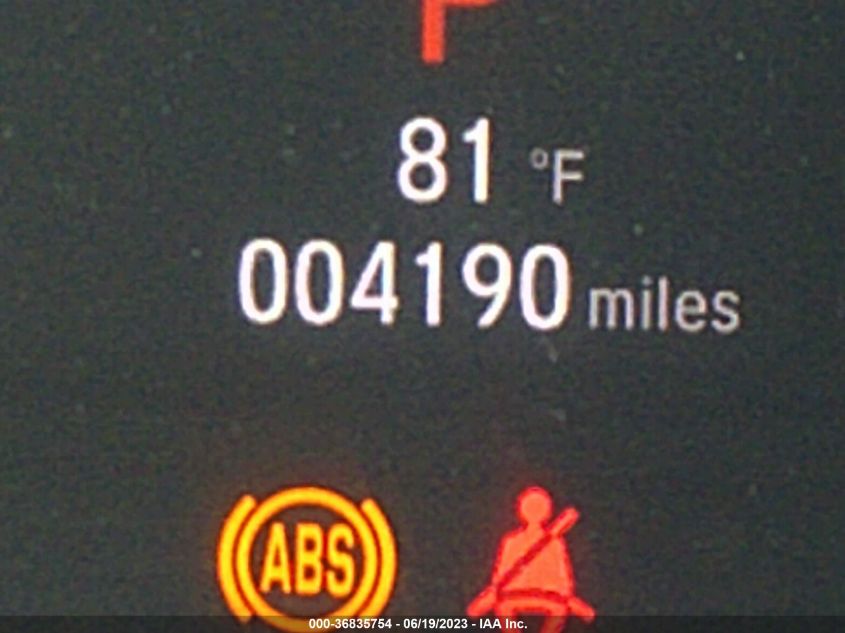 P
81 °F
004190 miles
ABS
000-36835754 - 06/19/2023 - IAA Inc.